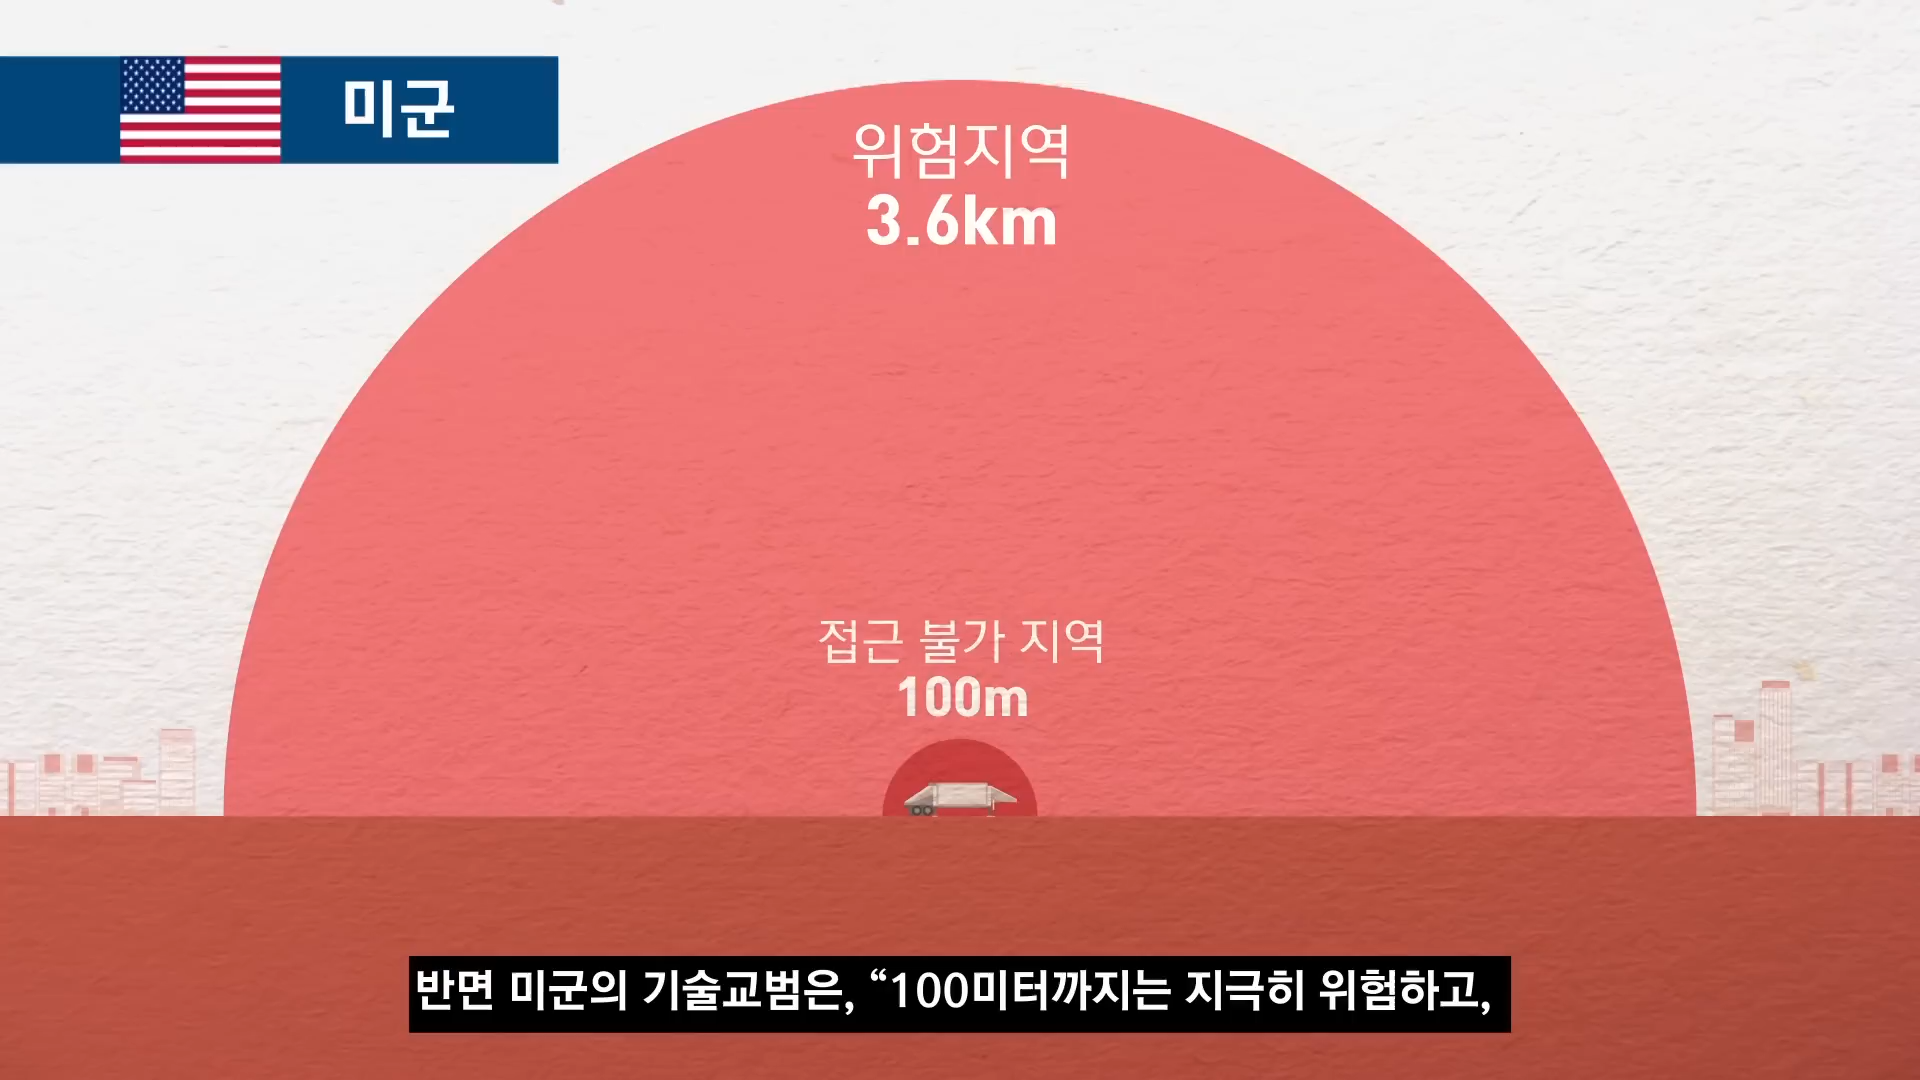 미군
위험지역
3.6km
접근 불가 지역
100m
반면 미군의 기술교범은, “100미터까지는 지극히 위험하고,